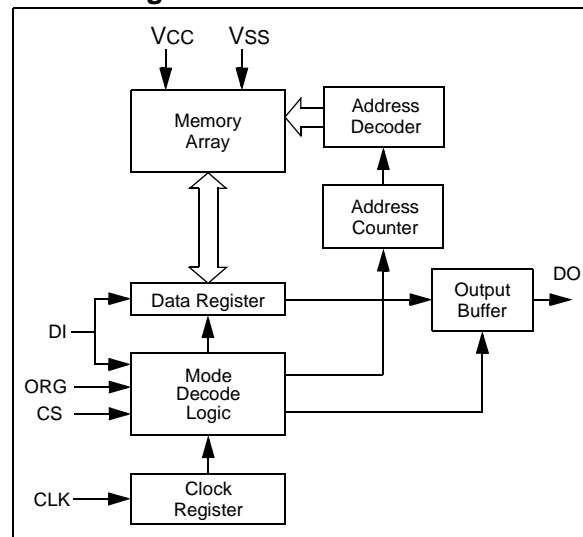 VCC
VSS
Memory
Array
Address
Decoder
Address
Counter
Data Register
Output
Buffer
DO
DI
Mode
Decode
Logic
ORG
CS
CLK
Clock
Register